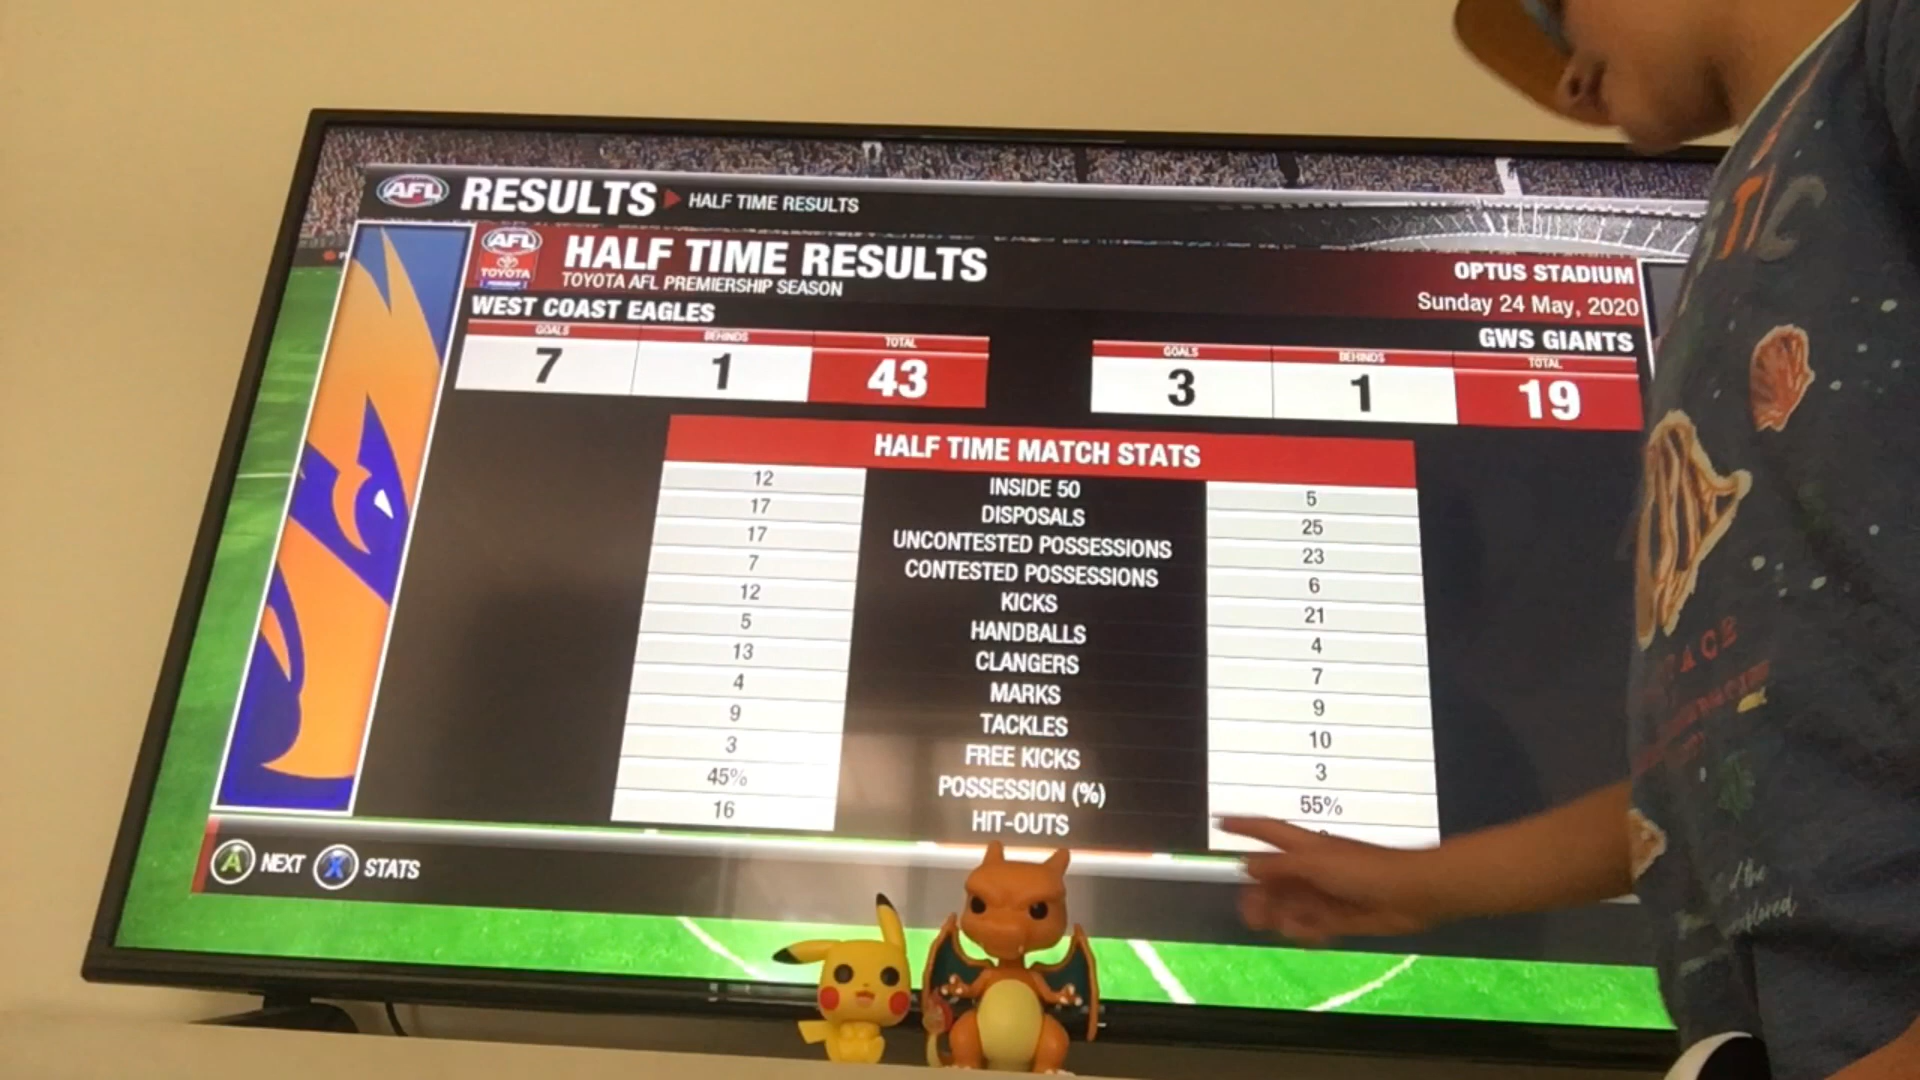 AFL RESULTS HALF TIME RESULTS
AFL HALF TIME RESULTS
TOYOTA TOYOTA AFL PREMIERSHIP SEASON
OPTUS STADIUM
Sunday 24 May, 2020
WEST COAST EAGLES
GWS GIANTS
GOALS BEHINDS TOTAL
7 1 43
GOALS BEHINDS TOTAL
3 1 19
HALF TIME MATCH STATS
12 INSIDE 50 5
17 DISPOSALS 25
17 UNCONTESTED POSSESSIONS 23
7 CONTESTED POSSESSIONS 6
12 KICKS 21
5 HANDBALLS 4
13 CLANGERS 7
4 MARKS 9
9 TACKLES 10
3 FREE KICKS 3
45% POSSESSION (%) 55%
16 HIT-OUTS
A NEXT X STATS